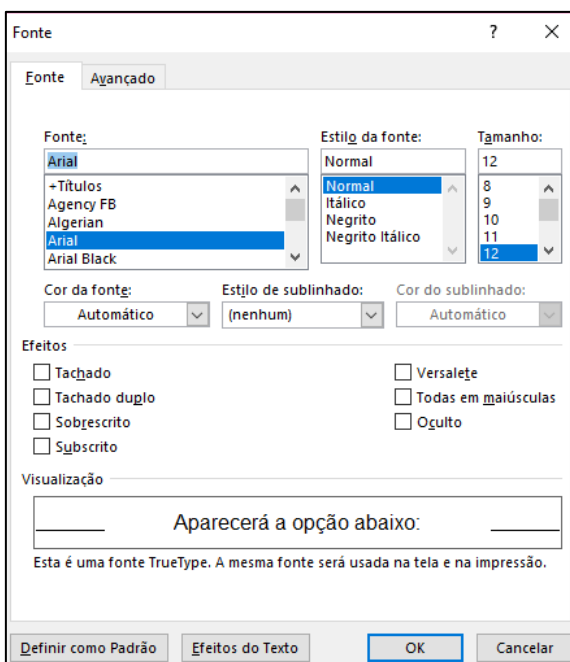 Fonte ?
Fonte Avançado
Fonte: Estilo da fonte: Tamanho:
Arial Normal 12
+Títulos Normal 8
Agency FB Itálico 9
Algerian Negrito 10
Arial Negrito Itálico 11
Arial Black 12
Cor da fonte: Estilo de sublinhado: Cor do sublinhado:
Automático (nenhum) Automático
Efeitos
Tachado Versalete
Tachado duplo Todas em maiúsculas
Sobrescrito Oculto
Subscrito
Visualização
Aparecerá a opção abaixo:
Esta é uma fonte TrueType. A mesma fonte será usada na tela e na impressão.
Definir como Padrão Efeitos do Texto OK Cancelar